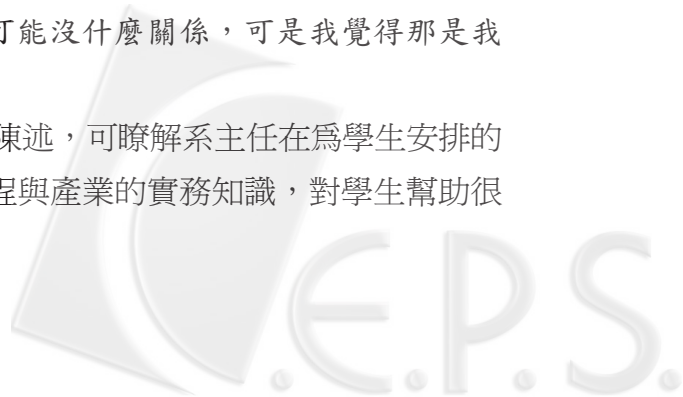 可能沒什麼關係，可是我覺得那是我
陳述，可瞭解系主任在為學生安排的
程與產業的實務知識，對學生幫助很
C.E.P.S.